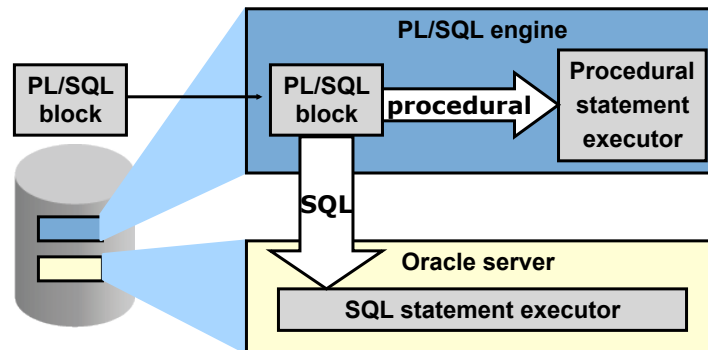 PL/SQL engine
PL/SQL
block
PL/SQL
block
procedural
Procedural
statement
executor
SQL
Oracle server
SQL statement executor